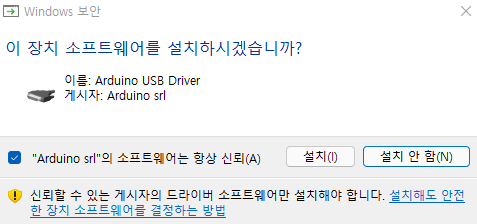 Windows 보안
이 장치 소프트웨어를 설치하시겠습니까?
이름: Arduino USB Driver
게시자: Arduino srl
"Arduino srl"의 소프트웨어는 항상 신뢰(A)
설치(I)
설치 안 함(N)
신뢰할 수 있는 게시자의 드라이버 소프트웨어만 설치해야 합니다. 설치해도 안전
한 장치 소프트웨어를 결정하는 방법